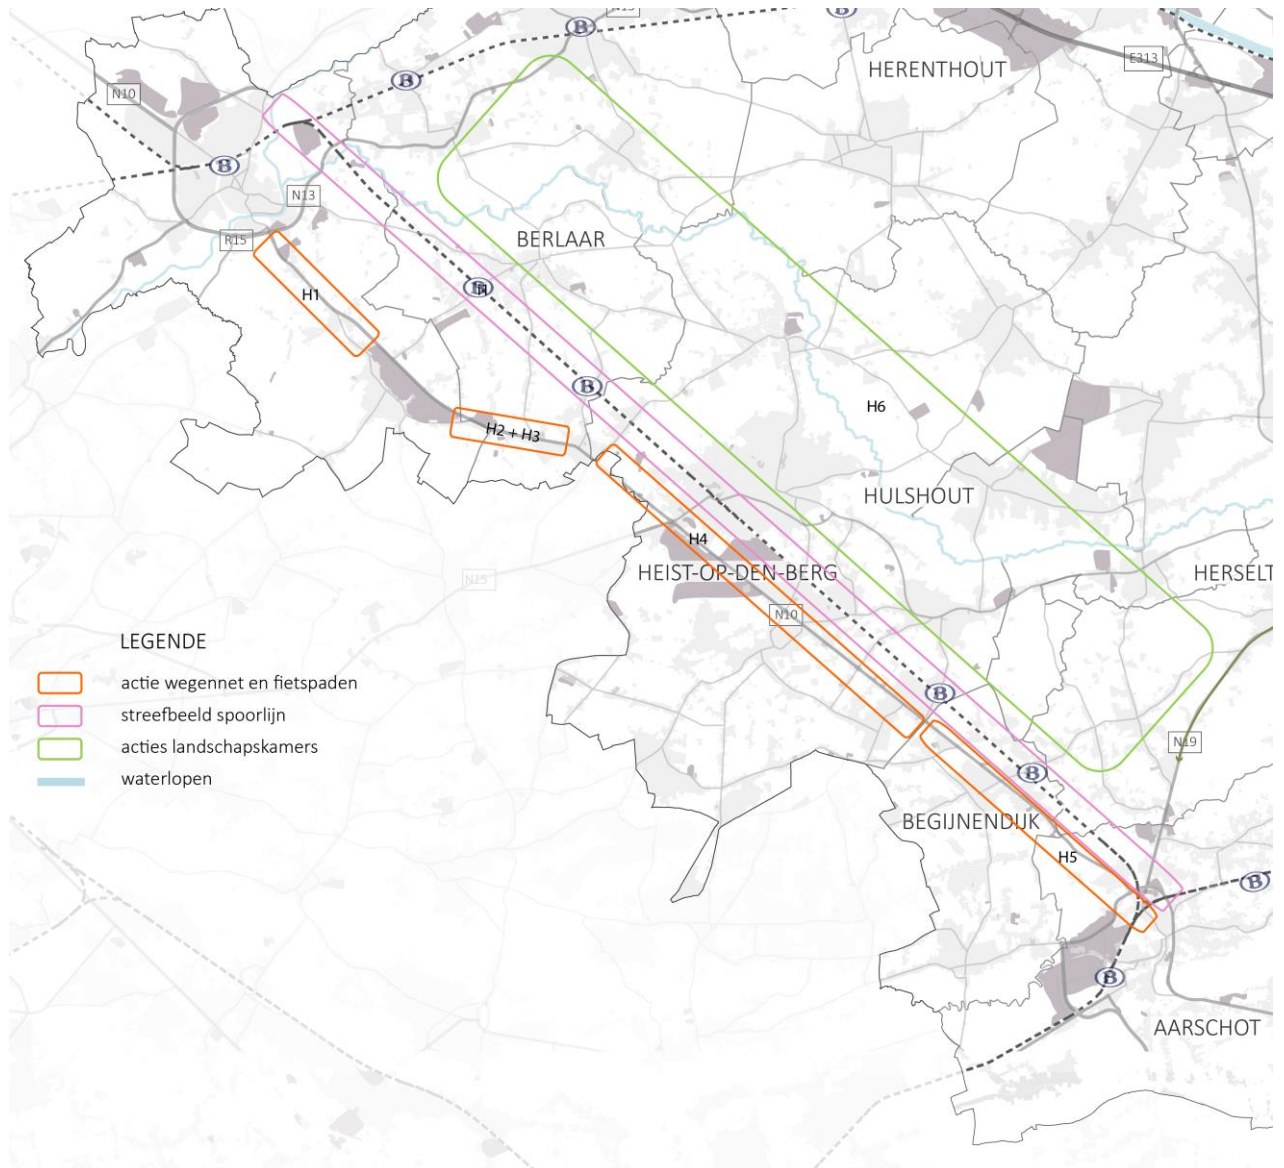 B
N15
B
HERENTHOUT
E313
B
N10
B
N13
R15
BERLAAR
H1
B
B
H6
H2 + H3
HULSHOUT
H4
HEIST-OP-DEN-BERG
HERSELT
N15
N10
LEGENDE
actie wegennet en fietspaden
streefbeeld spoorlijn
acties landschapskamers
waterlopen
B
N19
B
BEGIJNENDIJK
H5
B
B
AARSCHOT